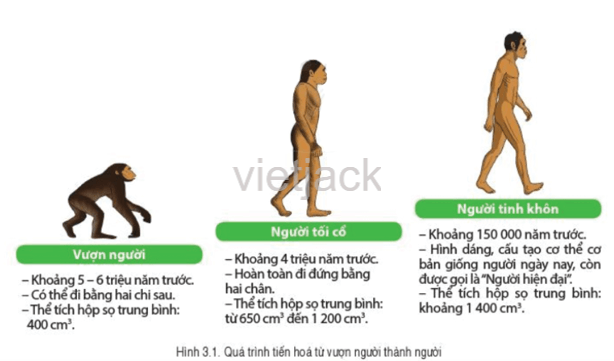 vietjack
Vượn người
– Khoảng 5 – 6 triệu năm trước.
– Có thể đi bằng hai chi sau.
– Thể tích hộp sọ trung bình:
400 cm³.
Người tối cổ
– Khoảng 4 triệu năm trước.
– Hoàn toàn đi đứng bằng
hai chân.
– Thể tích hộp sọ trung bình:
từ 650 cm³ đến 1 200 cm³.
Người tinh khôn
– Khoảng 150 000 năm trước.
– Hình dáng, cấu tạo cơ thể cơ
bản giống người ngày nay, còn
được gọi là “Người hiện đại”.
– Thể tích hộp sọ trung bình:
khoảng 1 400 cm³.
Hình 3.1. Quá trình tiến hoá từ vượn người thành người